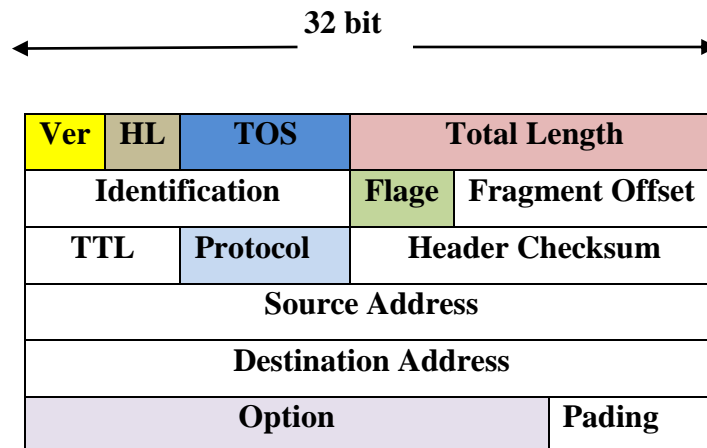 32 bit
Ver HL TOS Total Length
Identification Flage Fragment Offset
TTL Protocol Header Checksum
Source Address
Destination Address
Option Pading